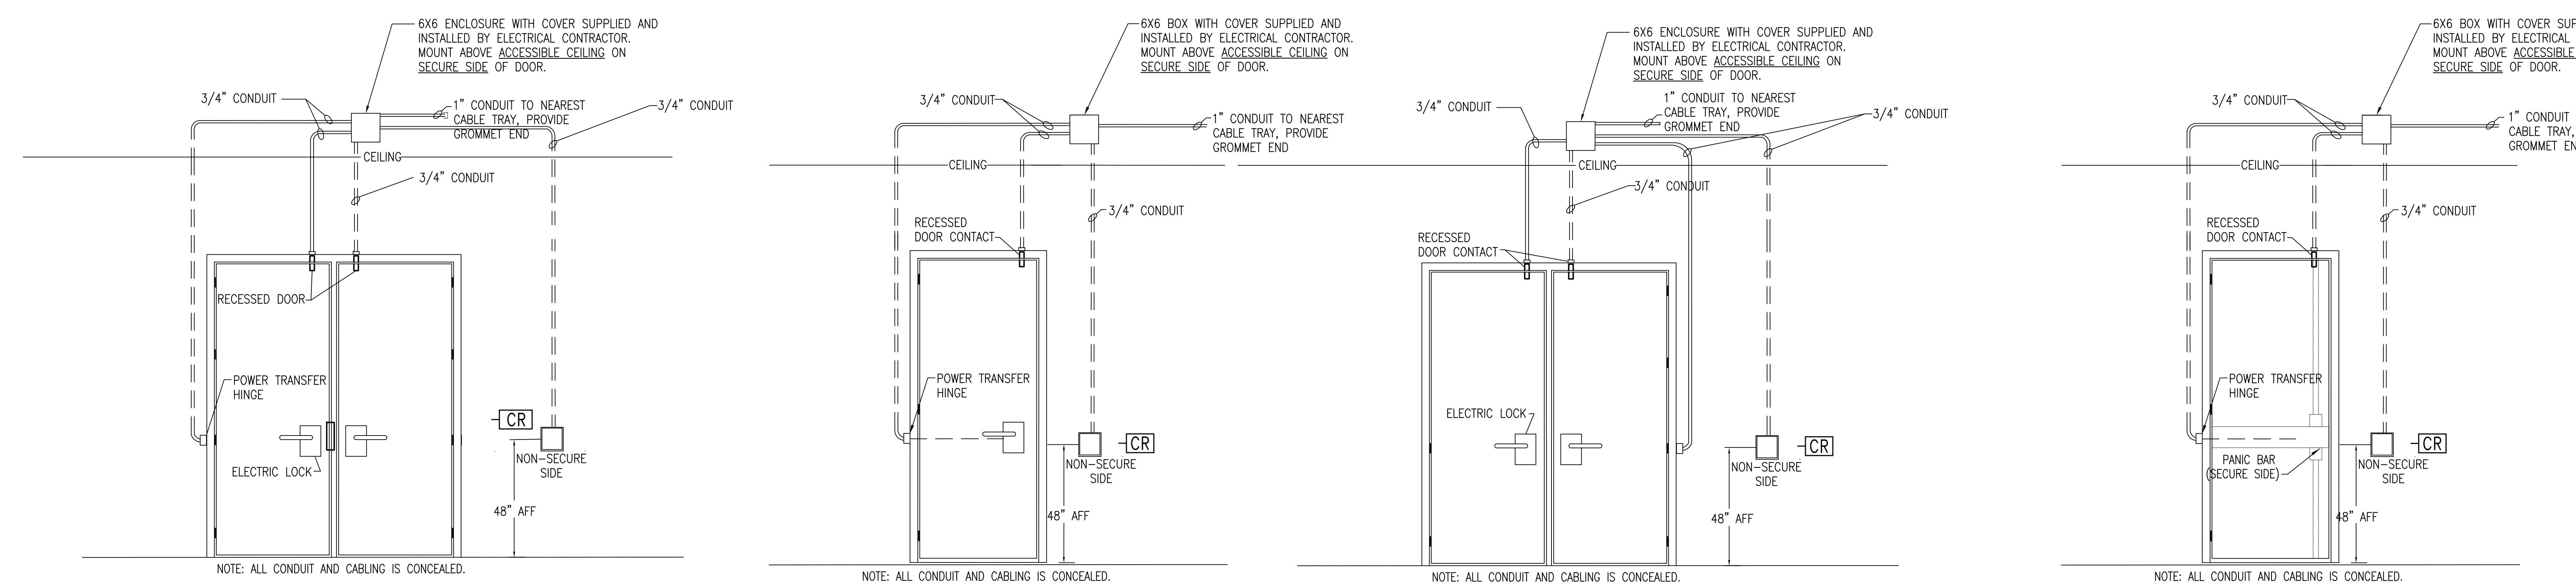 6X6 ENCLOSURE WITH COVER SUPPLIED AND
INSTALLED BY ELECTRICAL CONTRACTOR.
MOUNT ABOVE ACCESSIBLE CEILING ON
SECURE SIDE OF DOOR.
3/4" CONDUIT
1" CONDUIT TO NEAREST
CABLE TRAY, PROVIDE
GROMMET END
3/4" CONDUIT
CEILING
3/4" CONDUIT
RECESSED DOOR
POWER TRANSFER
HINGE
ELECTRIC LOCK
CR
NON-SECURE
SIDE
48" AFF
NOTE: ALL CONDUIT AND CABLING IS CONCEALED.
6X6 BOX WITH COVER SUPPLIED AND
INSTALLED BY ELECTRICAL CONTRACTOR.
MOUNT ABOVE ACCESSIBLE CEILING ON
SECURE SIDE OF DOOR.
3/4" CONDUIT
1" CONDUIT TO NEAREST
CABLE TRAY, PROVIDE
GROMMET END
CEILING
3/4" CONDUIT
RECESSED
DOOR CONTACT
POWER TRANSFER
HINGE
CR
NON-SECURE
SIDE
48" AFF
NOTE: ALL CONDUIT AND CABLING IS CONCEALED.
6X6 ENCLOSURE WITH COVER SUPPLIED AND
INSTALLED BY ELECTRICAL CONTRACTOR.
MOUNT ABOVE ACCESSIBLE CEILING ON
SECURE SIDE OF DOOR.
3/4" CONDUIT
1" CONDUIT TO NEAREST
CABLE TRAY, PROVIDE
GROMMET END
3/4" CONDUIT
CEILING
3/4" CONDUIT
RECESSED
DOOR CONTACT
ELECTRIC LOCK
CR
NON-SECURE
SIDE
48" AFF
NOTE: ALL CONDUIT AND CABLING IS CONCEALED.
6X6 BOX WITH COVER
INSTALLED BY ELECTRICAL
MOUNT ABOVE ACCESSIBLE
SECURE SIDE OF DOOR.
3/4" CONDUIT
1" CONDUIT
CABLE TRAY,
GROMMET
CEILING
3/4" CONDUIT
RECESSED
DOOR CONTACT
POWER TRANSFER
HINGE
PANIC BAR
(SECURE SIDE)
CR
NON-SECURE
SIDE
48" AFF
NOTE: ALL CONDUIT AND CABLING IS CONCEALED.